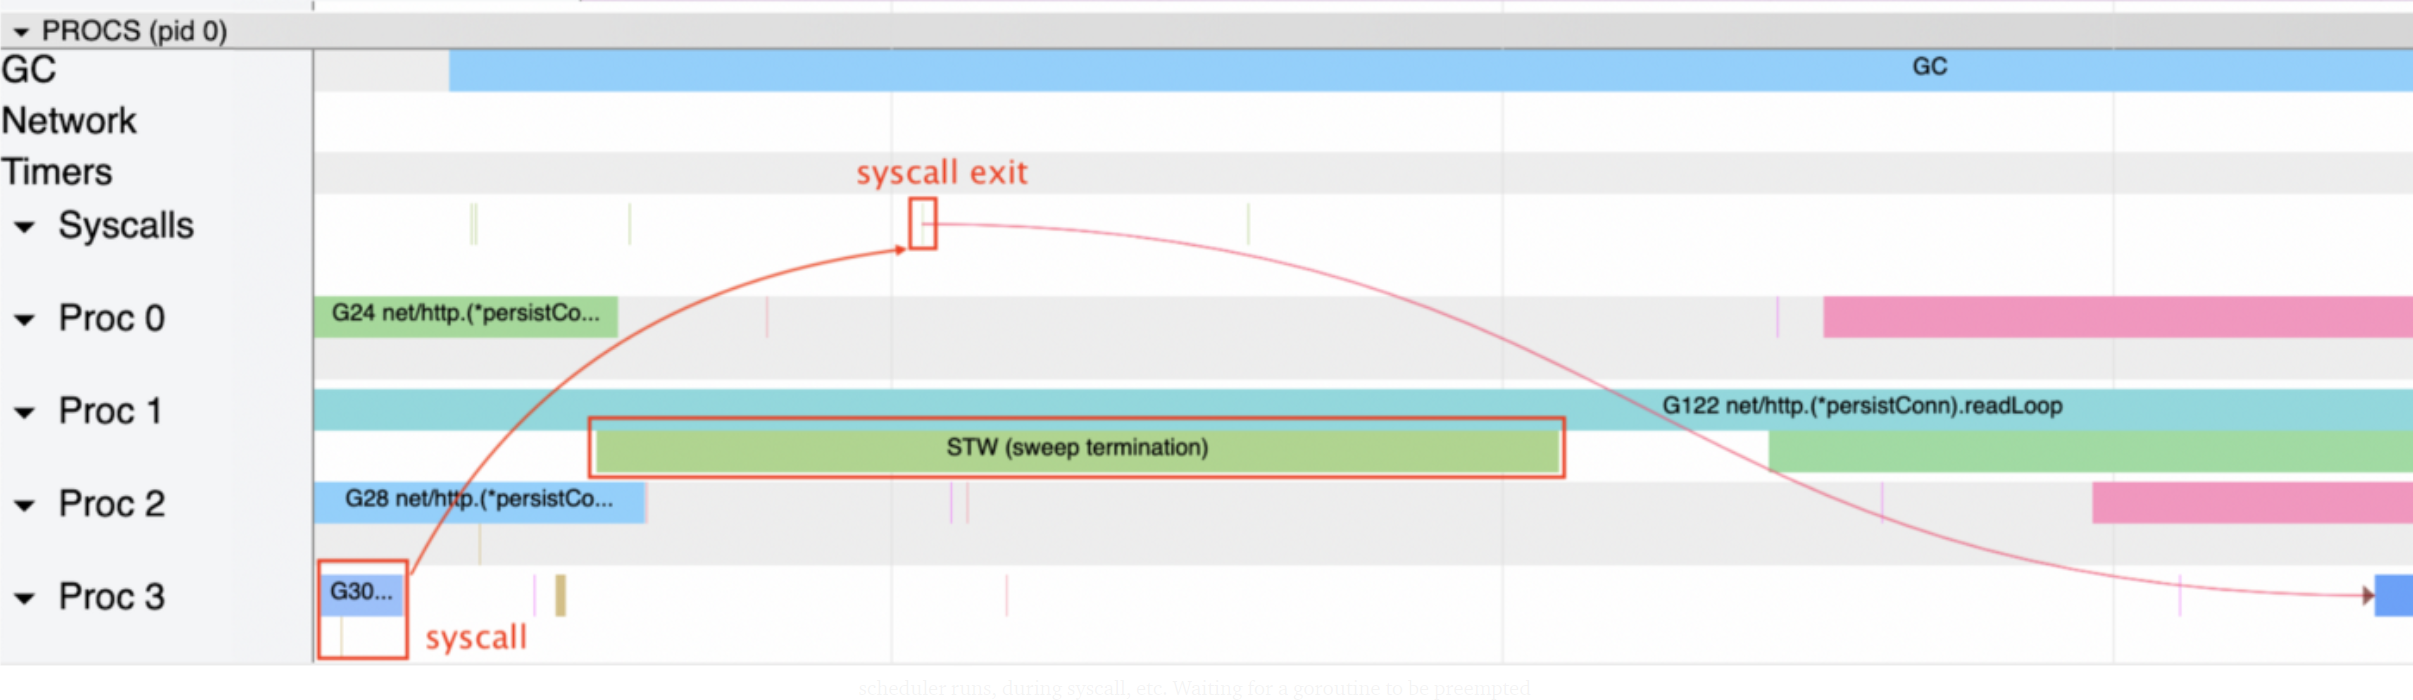 PROCS (pid 0)
GC
GC
Network
Timers
syscall exit
Syscalls
Proc 0
G24 net/http.(*persistCo...
Proc 1
G122 net/http.(*persistConn).readLoop
STW (sweep termination)
Proc 2
G28 net/http.(*persistCo...
Proc 3
G30...
syscall
scheduler runs, during syscall, etc. Waiting for a goroutine to be preempted